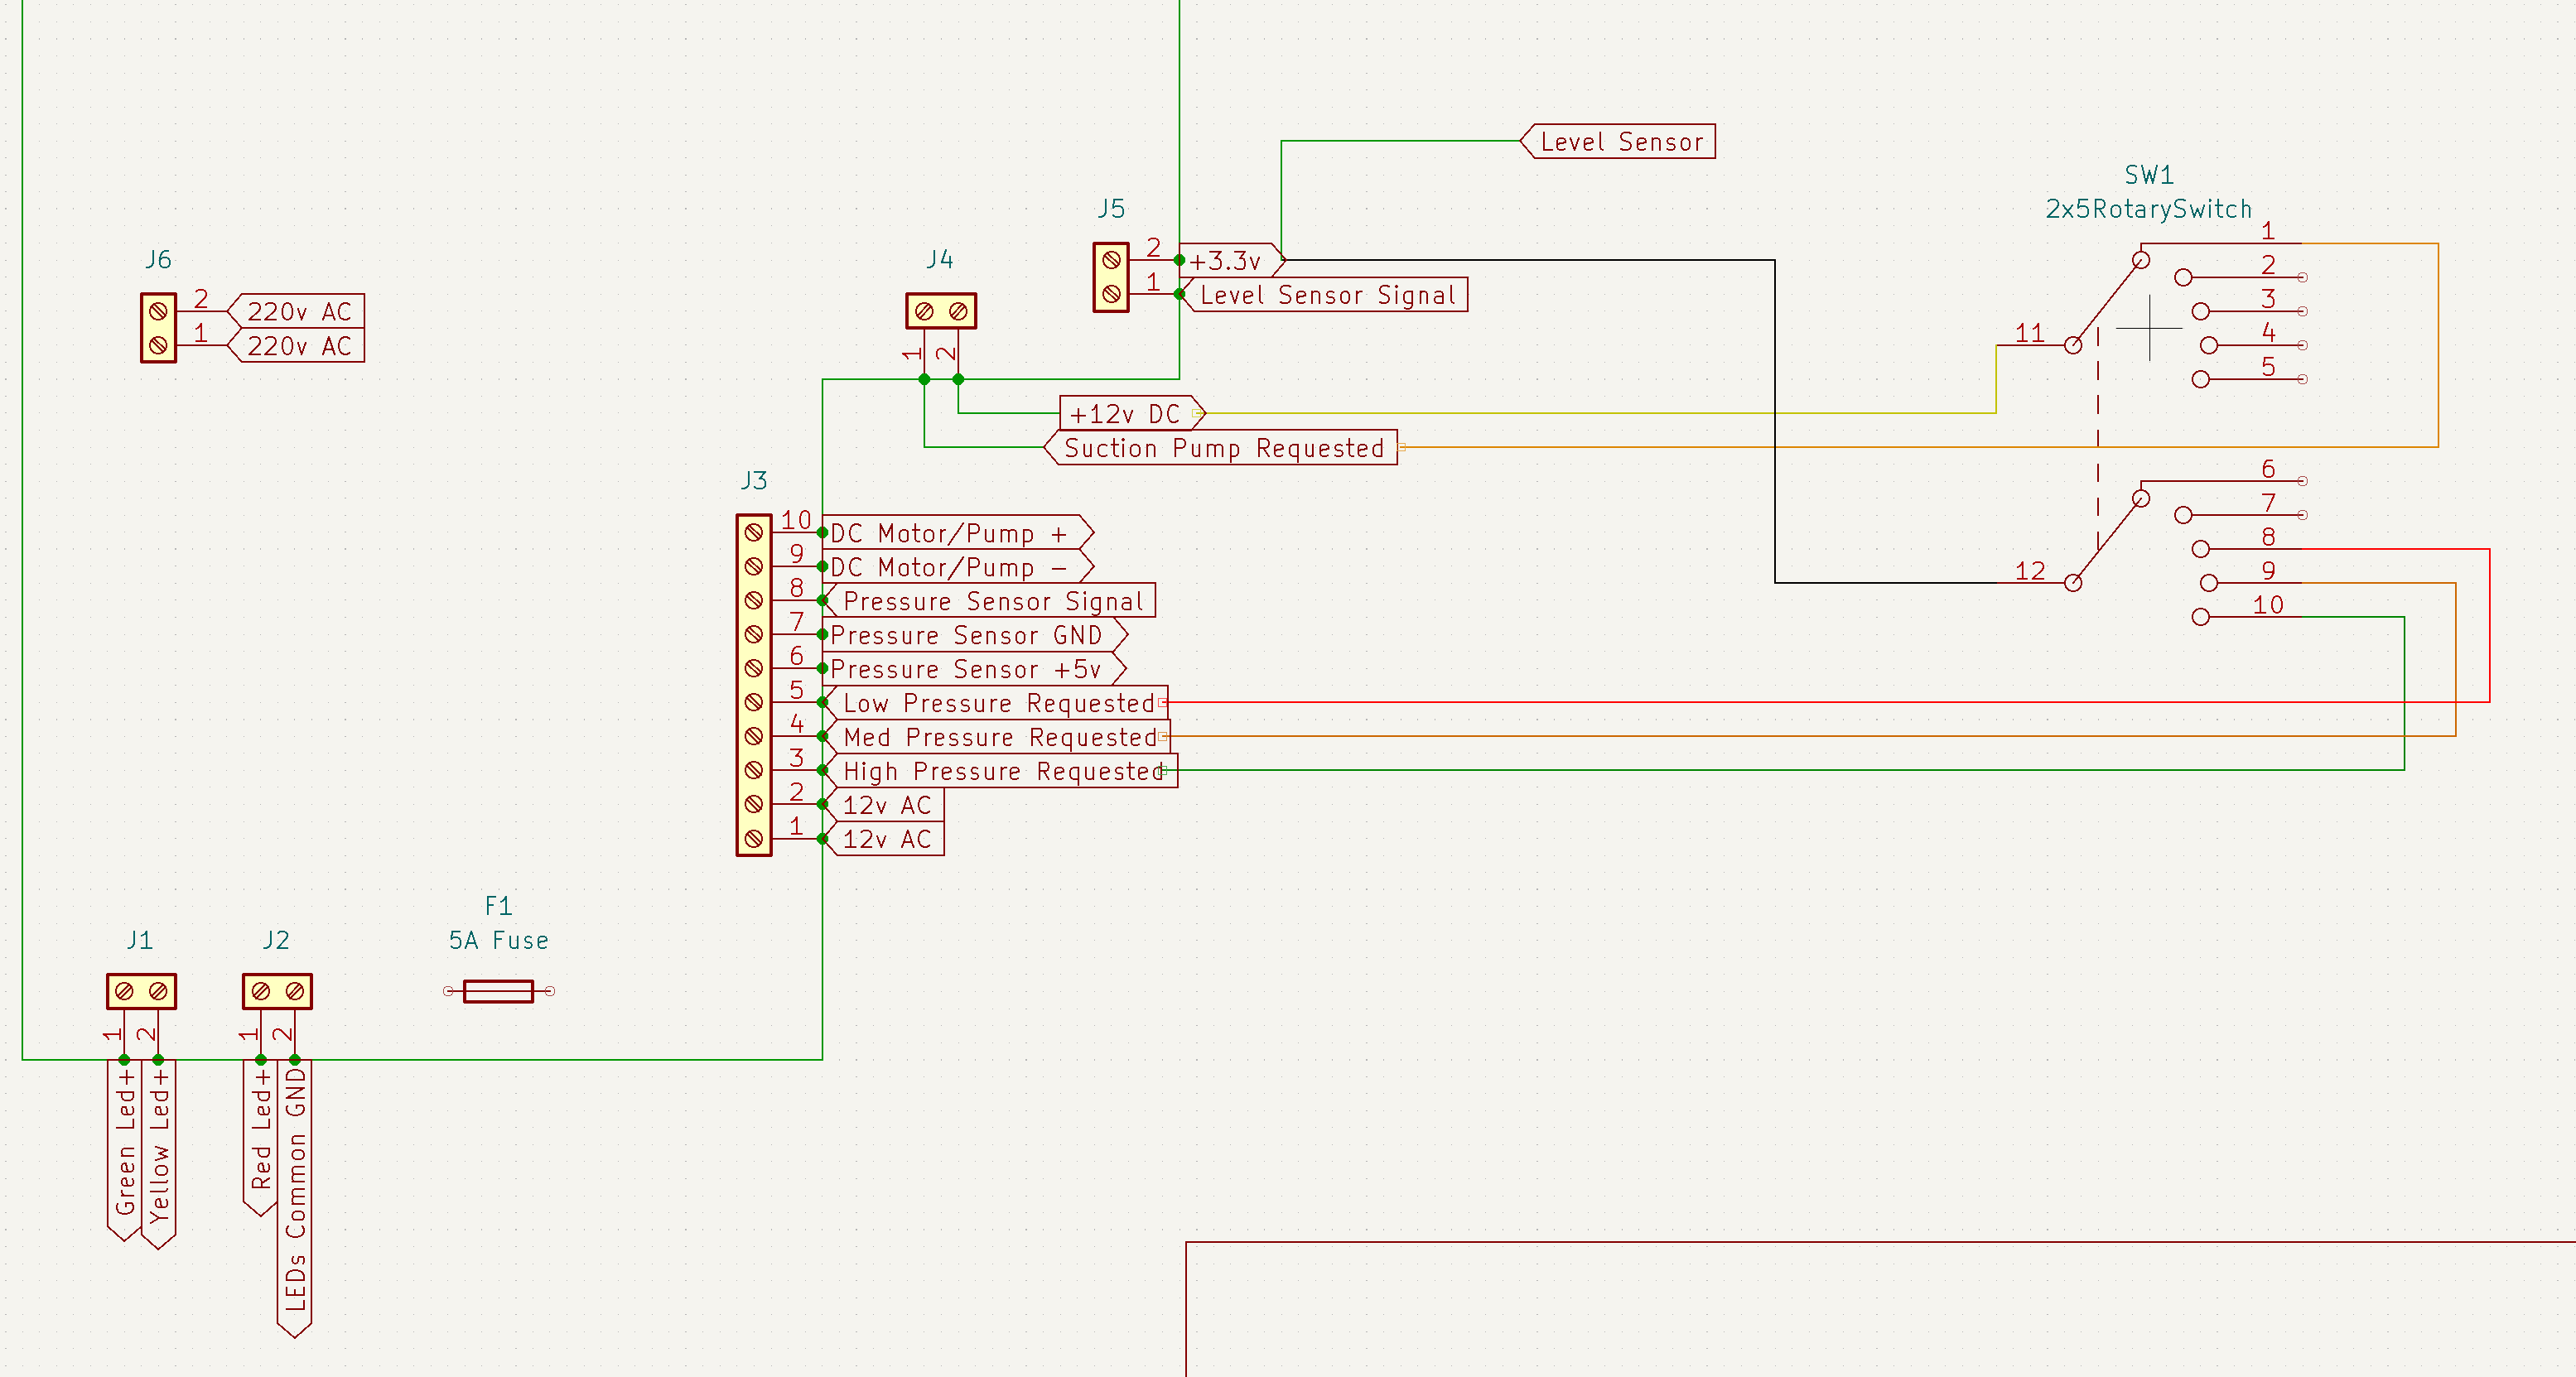 Level Sensor
SW1
2x5RotarySwitch
1
2
3
4
5
11
6
7
8
9
10
12
J5
2
+3.3v
1
Level Sensor Signal
J6
2
220v AC
1
220v AC
J4
1
2
+12v DC
Suction Pump Requested
J3
10
DC Motor/Pump +
9
DC Motor/Pump -
8
Pressure Sensor Signal
7
Pressure Sensor GND
6
Pressure Sensor +5v
5
Low Pressure Requested
4
Med Pressure Requested
3
High Pressure Requested
2
12v AC
1
12v AC
J1
1
2
Green Led+
Yellow Led+
J2
1
2
Red Led+
LEDs Common GND
F1
5A Fuse